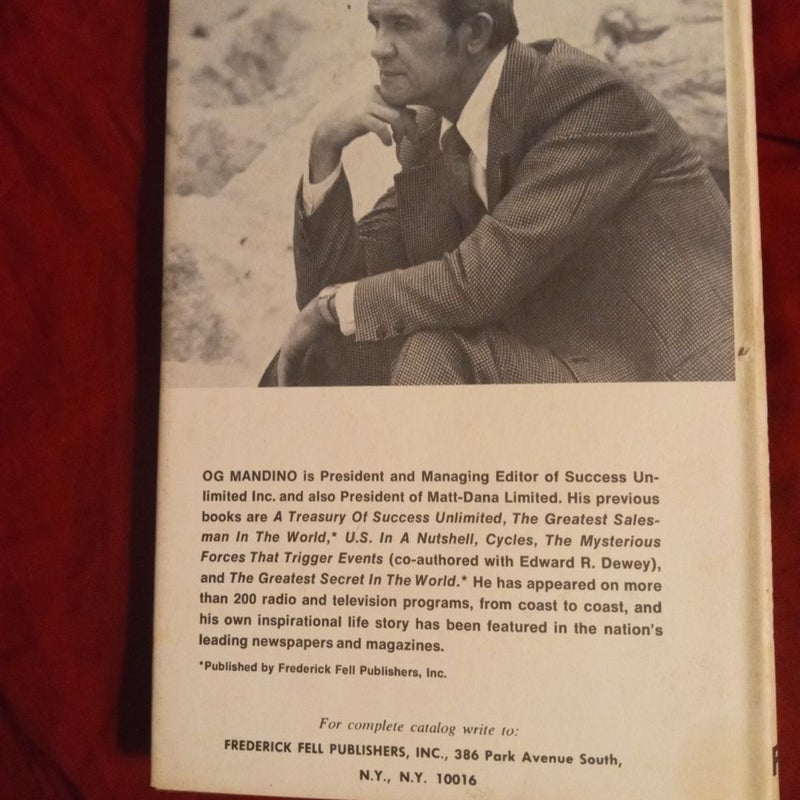 OG MANDINO is President and Managing Editor of Success Un-
limited Inc. and also President of Matt-Dana Limited. His previous
books are A Treasury Of Success Unlimited, The Greatest Sales-
man In The World,* U.S. In A Nutshell, Cycles, The Mysterious
Forces That Trigger Events (co-authored with Edward R. Dewey),
and The Greatest Secret In The World.* He has appeared on more
than 200 radio and television programs, from coast to coast, and
his own inspirational life story has been featured in the nation's
leading newspapers and magazines.
*Published by Frederick Fell Publishers, Inc.
For complete catalog write to:
FREDERICK FELL PUBLISHERS, INC., 386 Park Avenue South,
N.Y., N.Y. 10016